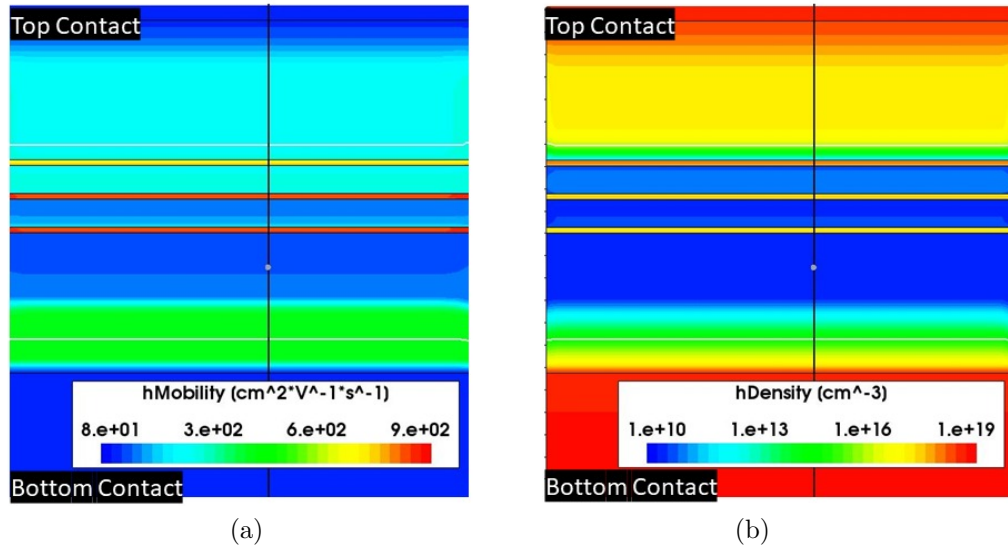 Top Contact
hMobility (cm^2*V^-1*s^-1)
8.e+01 3.e+02 6.e+02 9.e+02
Bottom Contact
(a)
Top Contact
hDensity (cm^-3)
1.e+10 1.e+13 1.e+16 1.e+19
Bottom Contact
(b)